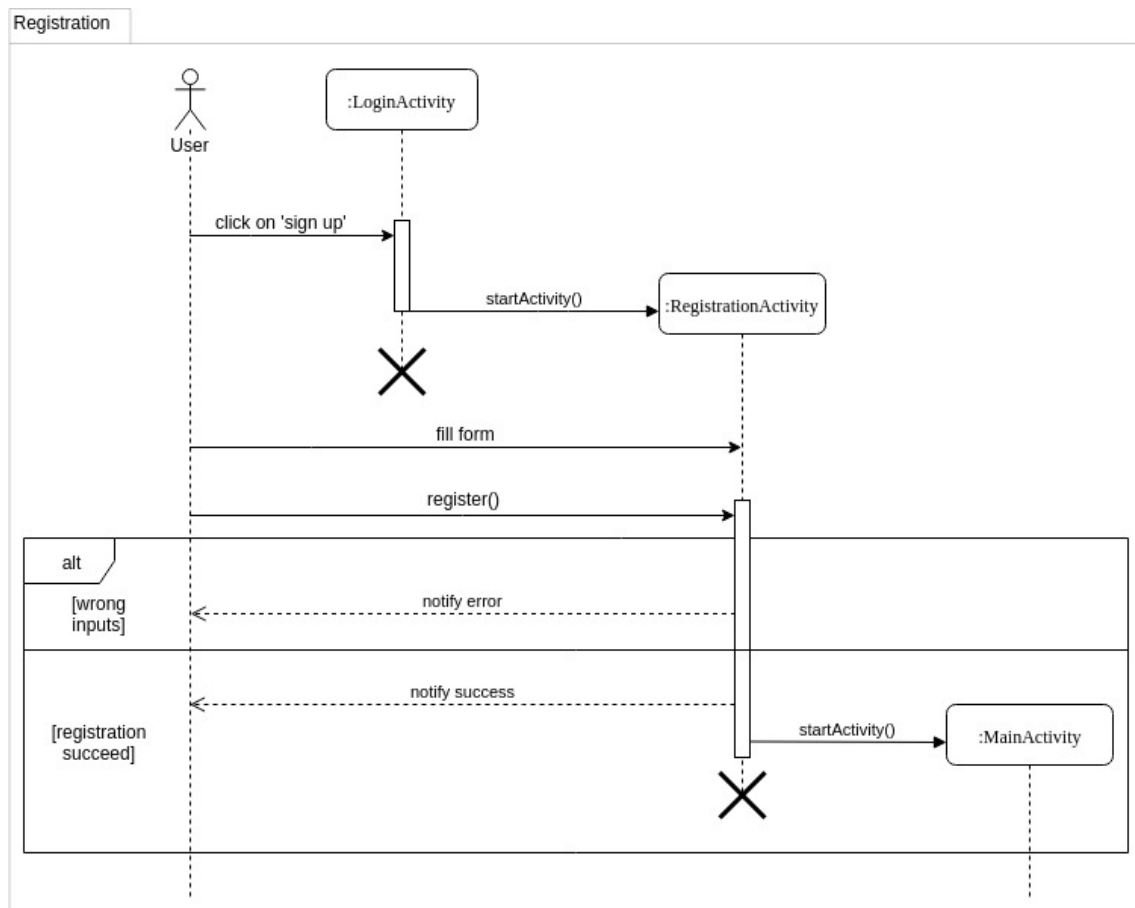 Registration
:LoginActivity
User
click on 'sign up'
startActivity()
:RegistrationActivity
fill form
register()
alt
[wrong
inputs]
notify error
notify success
[registration
succeed]
startActivity()
:MainActivity